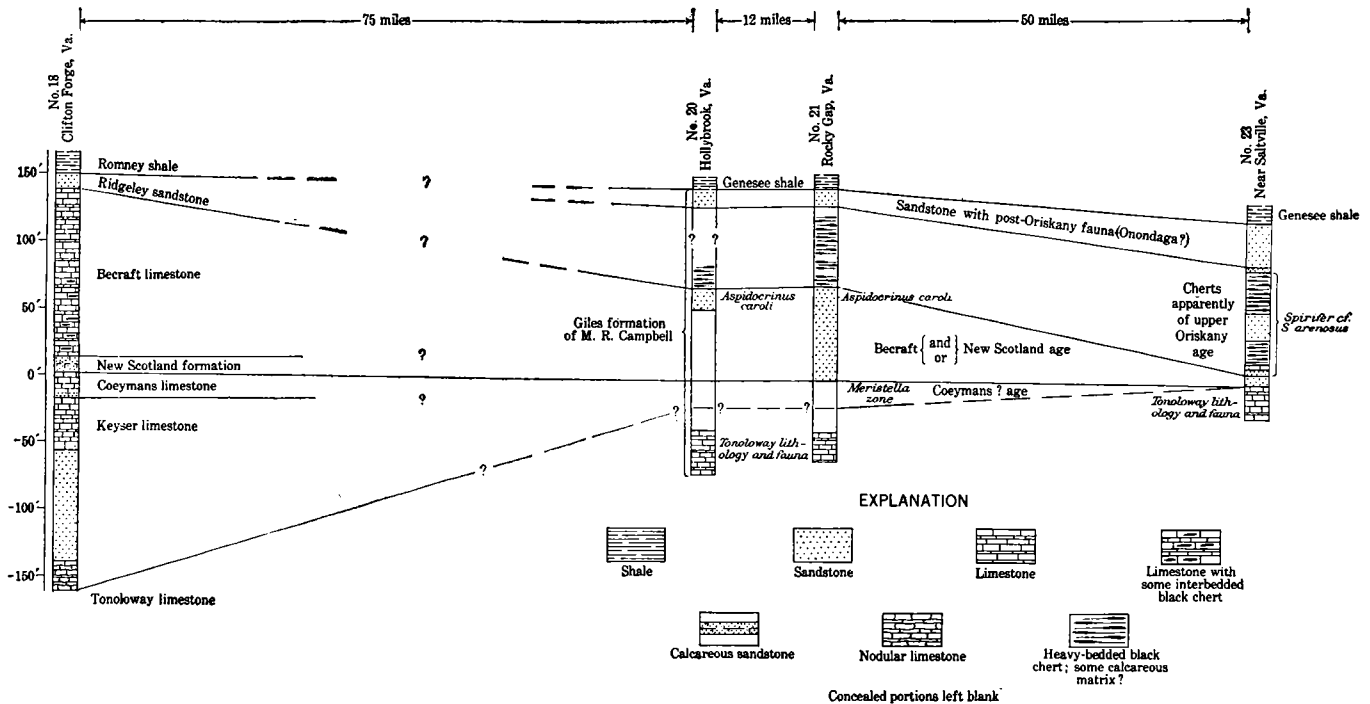 75 miles
12 miles
50 miles
No. 18
Clifton Forge, Va.
No. 20
Hollybrook, Va.
No. 21
Rocky Gap, Va.
No. 23
Near Saltville, Va.
150'
100'
50'
0'
-50'
-100'
-150'
Romney shale
Ridgeley sandstone
?
?
Becraft limestone
?
New Scotland formation
Coeymans limestone
?
Keyser limestone
?
Tonoloway limestone
Genesee shale
? ?
Giles formation
of M. R. Campbell
Aspidocrinus
caroli
Aspidocrinus caroli
? ? ?
Tonoloway lith-
ology and fauna
Sandstone with post-Oriskany fauna (Onondaga?)
Becraft { and or } New Scotland age
Meristella
zone
Coeymans ? age
Genesee shale
Cherts
apparently
of upper
Oriskany
age
Spirifer cf.
S. arenosus
Tonoloway lith-
ology and fauna
EXPLANATION
Shale
Sandstone
Limestone
Limestone with
some interbedded
black chert
Calcareous sandstone
Nodular limestone
Heavy-bedded black
chert; some calcareous
matrix ?
Concealed portions left blank